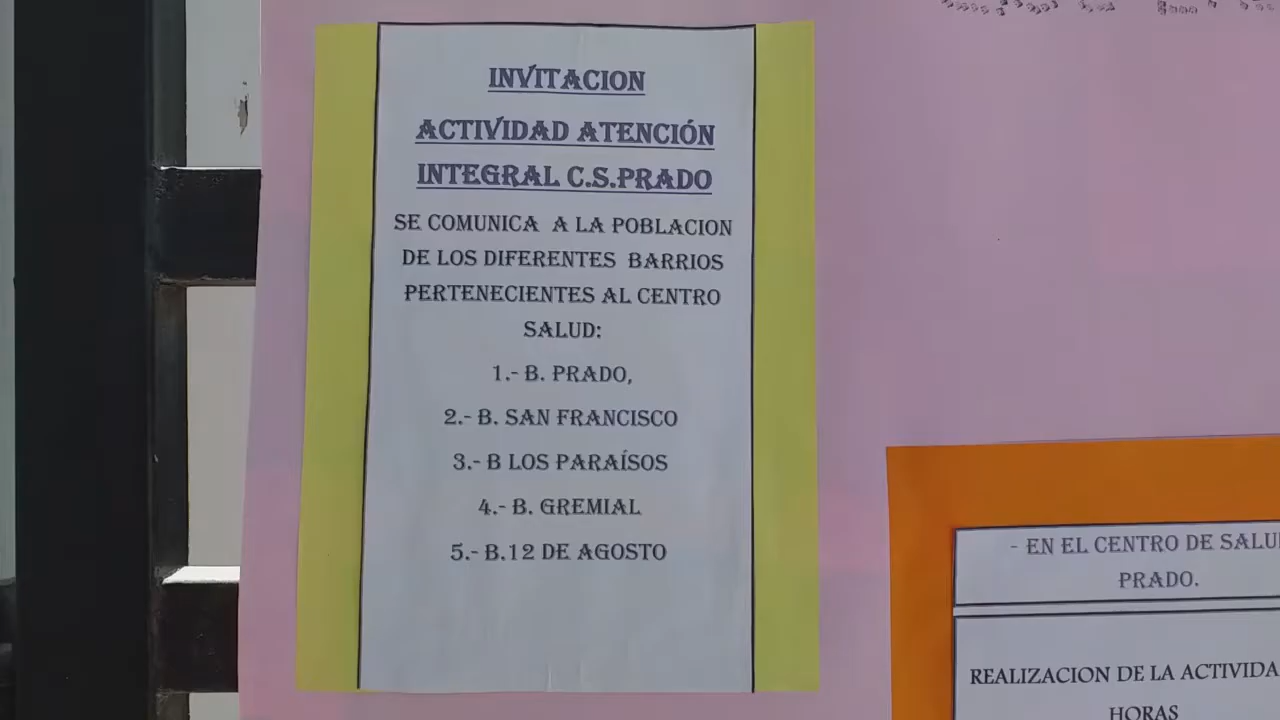 INVITACION
ACTIVIDAD ATENCIÓN
INTEGRAL C.S.PRADO
SE COMUNICA A LA POBLACION
DE LOS DIFERENTES BARRIOS
PERTENECIENTES AL CENTRO
SALUD:
1.- B. PRADO,
2.- B. SAN FRANCISCO
3.- B LOS PARAÍSOS
4.- B. GREMIAL
5.- B.12 DE AGOSTO
- EN EL CENTRO DE SALU
PRADO.
REALIZACION DE LA ACTIVIDA
HORAS